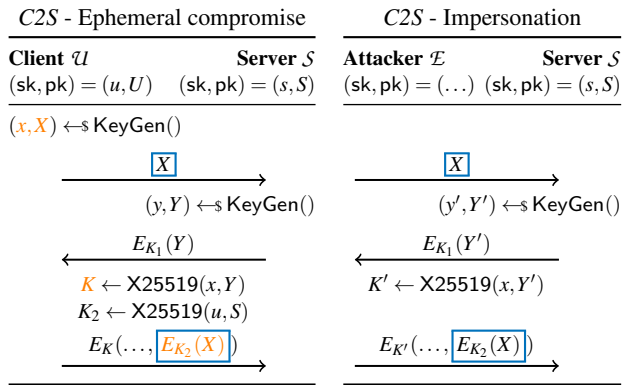 C2S - Ephemeral compromise
Client 𝒰 Server 𝒮
(sk, pk) = (u,U) (sk, pk) = (s,S)
(x,X) ←$ KeyGen()
X
(y,Y) ←$ KeyGen()
E_{K_1}(Y)
K ← X25519(x,Y)
K_2 ← X25519(u,S)
E_K(..., E_{K_2}(X))
C2S - Impersonation
Attacker ℰ Server 𝒮
(sk, pk) = (...) (sk, pk) = (s,S)
X
(y′,Y′) ←$ KeyGen()
E_{K_1}(Y′)
K′ ← X25519(x,Y′)
E_{K′}(..., E_{K_2}(X))